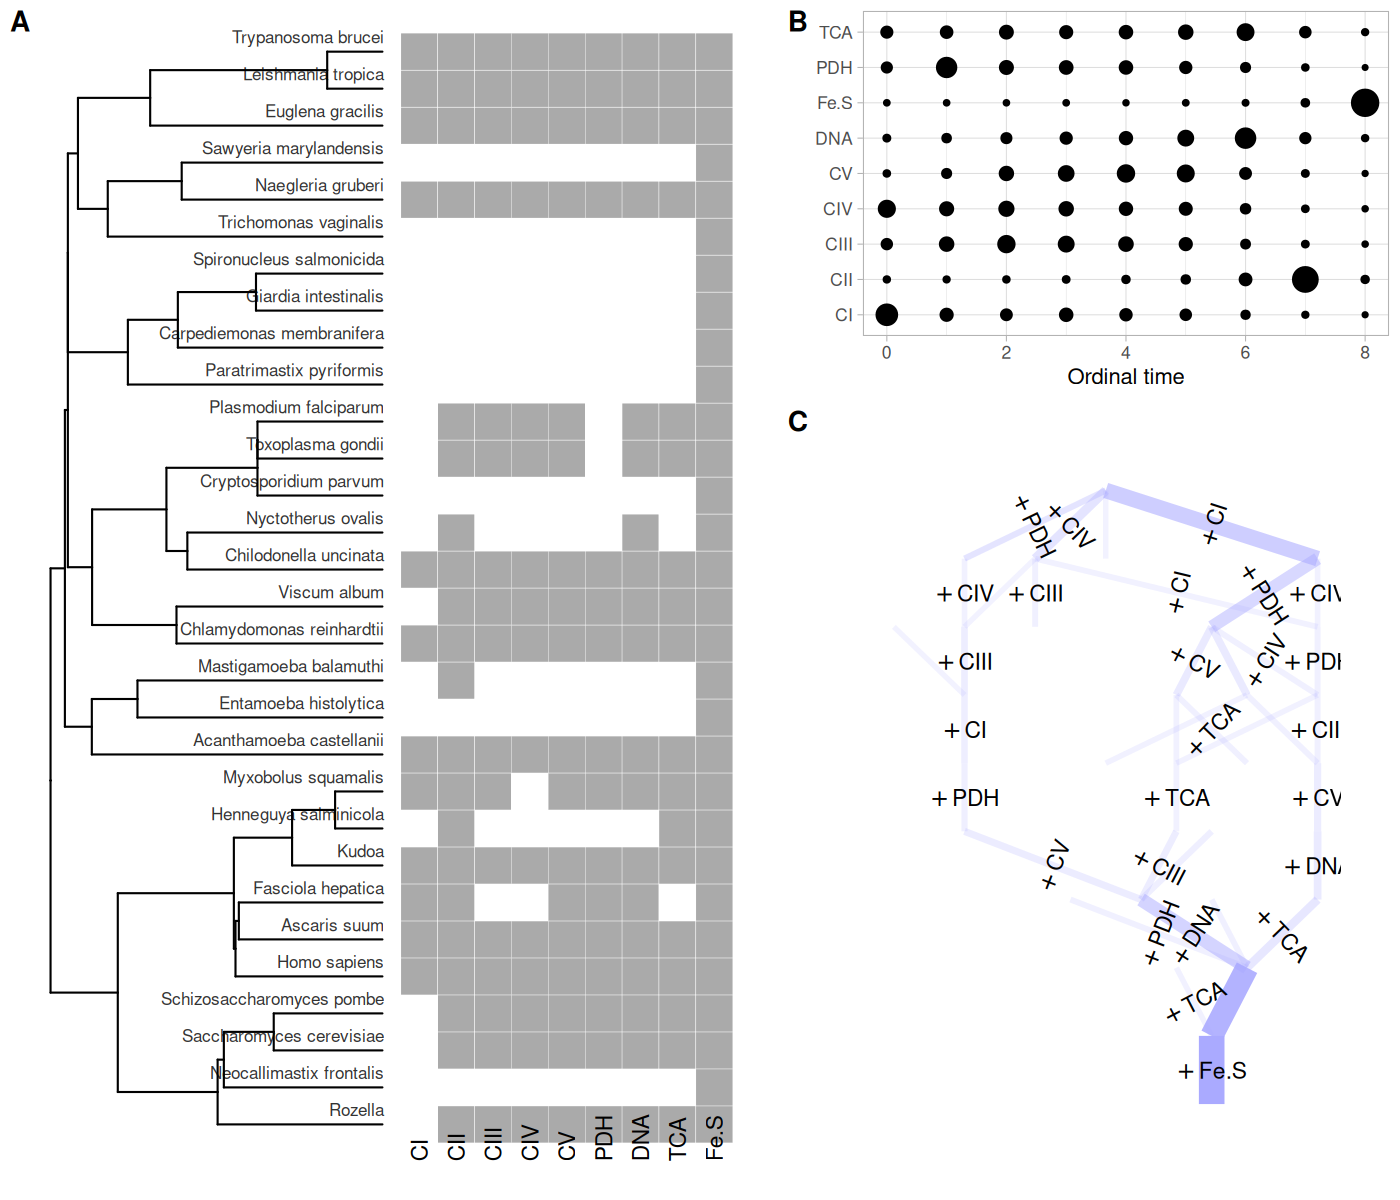 A
Trypanosoma brucei
Leishmania tropica
Euglena gracilis
Sawyeria marylandensis
Naegleria gruberi
Trichomonas vaginalis
Spironucleus salmonicida
Giardia intestinalis
Carpediemonas membranifera
Paratrimastix pyriformis
Plasmodium falciparum
Toxoplasma gondii
Cryptosporidium parvum
Nyctotherus ovalis
Chilodonella uncinata
Viscum album
Chlamydomonas reinhardtii
Mastigamoeba balamuthi
Entamoeba histolytica
Acanthamoeba castellanii
Myxobolus squamalis
Henneguya salminicola
Kudoa
Fasciola hepatica
Ascaris suum
Homo sapiens
Schizosaccharomyces pombe
Saccharomyces cerevisiae
Neocallimastix frontalis
Rozella
CI CII CIII CIV CV PDH DNA TCA Fe.S
B
TCA
PDH
Fe.S
DNA
CV
CIV
CIII
CII
CI
0 2 4 6 8
Ordinal time
C
+ PDH
+ CIV
+ CI
+ CIV
+ CIII
+ CI
+ PDH
+ CIV
+ CIII
+ CV
+ CIV
+ PDH
+ CI
+ TCA
+ CII
+ PDH
+ TCA
+ CV
+ CV
+ CIII
+ DNA
+ PDH
+ DNA
+ TCA
+ TCA
+ Fe.S